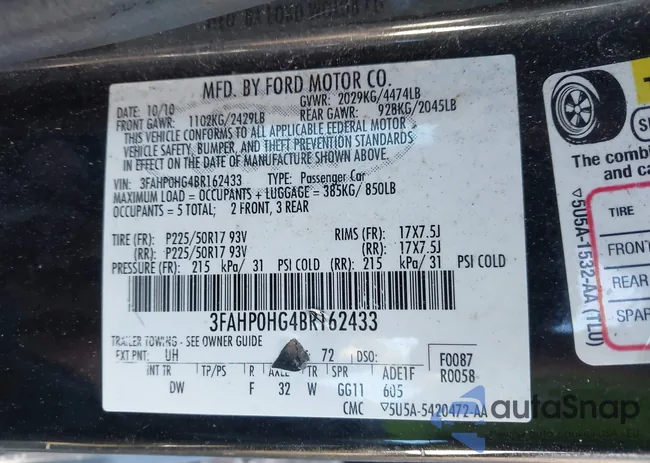 MFD. BY FORD MOTOR CO.
DATE: 10/10 GVWR: 2029KG/4474LB
FRONT GAWR: 1102KG/2429LB REAR GAWR: 928KG/2045LB
THIS VEHICLE CONFORMS TO ALL APPLICABLE FEDERAL MOTOR
VEHICLE SAFETY, BUMPER, AND THEFT PREVENTION STANDARDS
IN EFFECT ON THE DATE OF MANUFACTURE SHOWN ABOVE.
VIN: 3FAHP0HG4BR162433 TYPE: Passenger Car
MAXIMUM LOAD = OCCUPANTS + LUGGAGE = 385KG/ 850LB
OCCUPANTS = 5 TOTAL; 2 FRONT, 3 REAR
TIRE (FR): P225/50R17 93V RIMS (FR): 17X7.5J
(RR): P225/50R17 93V (RR): 17X7.5J
PRESSURE (FR): 215 kPa/ 31 PSI COLD (RR): 215 kPa/ 31 PSI COLD
3FAHP0HG4BR162433
TRAILER TOWING - SEE OWNER GUIDE
EXT PNT: UH 72 DSO: F0087
R0058
INT TR TP/PS R AXLE TR SPR ADE1F
DW F 32 W GG11 605
CMC ▽5U5A-5420472-AA
The combi
and ca
TIRE
FRONT
REAR
SPAR
▽5U5A-1532-AA (TLO)
autoSnap